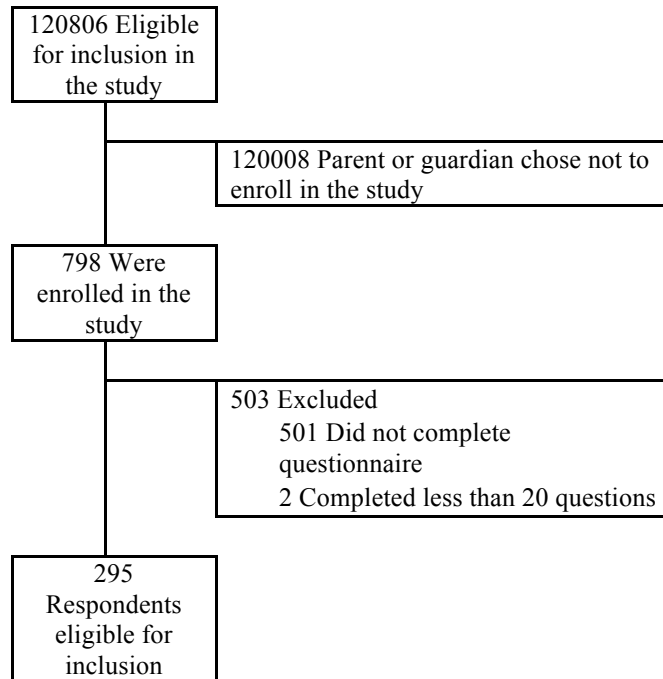 120806 Eligible
for inclusion in
the study
120008 Parent or guardian chose not to
enroll in the study
798 Were
enrolled in the
study
503 Excluded
501 Did not complete
questionnaire
2 Completed less than 20 questions
295
Respondents
eligible for
inclusion